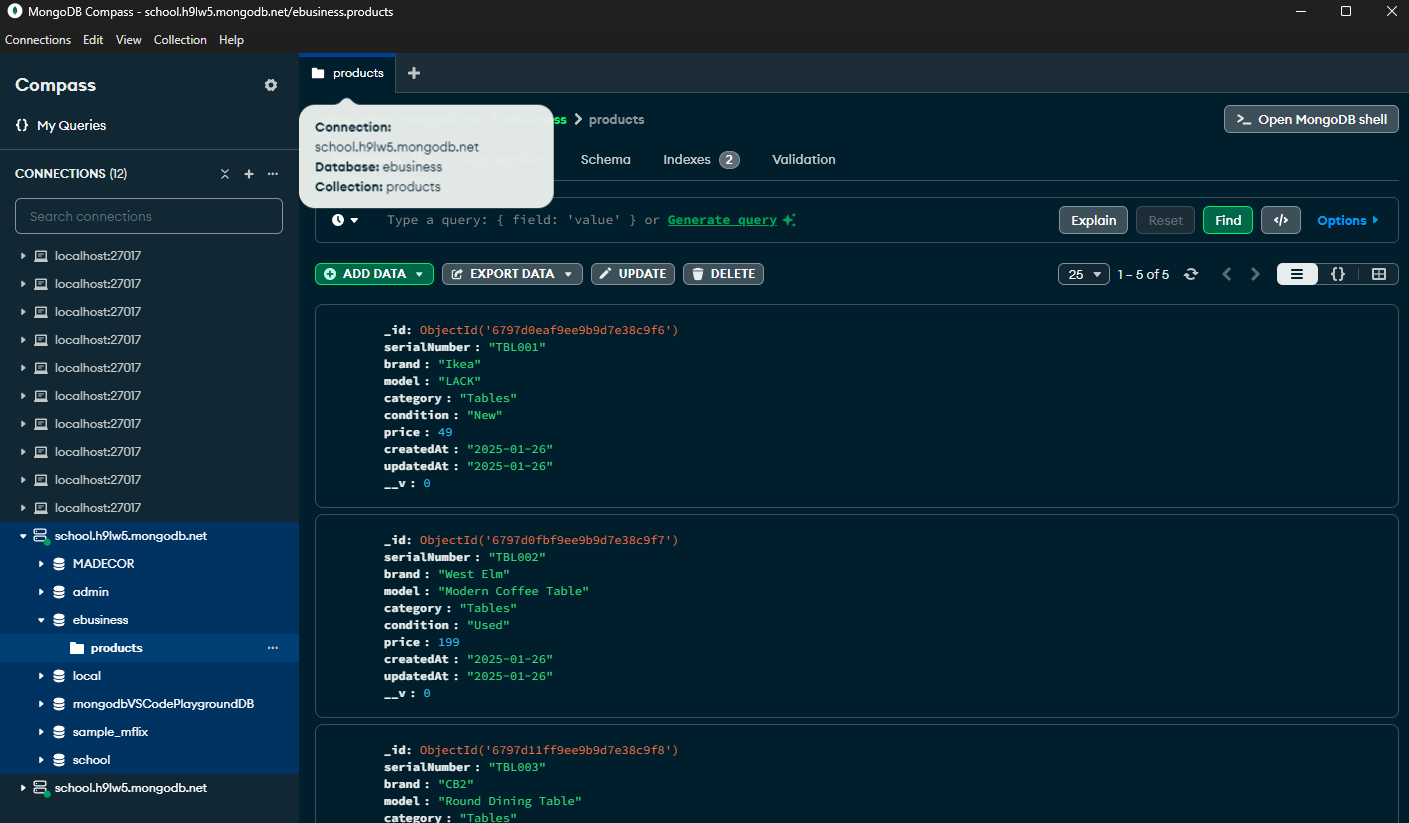 MongoDB Compass - school.h9lw5.mongodb.net/ebusiness.products
Connections Edit View Collection Help
Compass
{} My Queries
CONNECTIONS (12)
Search connections
localhost:27017
localhost:27017
localhost:27017
localhost:27017
localhost:27017
localhost:27017
localhost:27017
localhost:27017
localhost:27017
localhost:27017
school.h9lw5.mongodb.net
MADECOR
admin
ebusiness
products
local
mongodbVSCodePlaygroundDB
sample_mflix
school
school.h9lw5.mongodb.net
products
Connection:
school.h9lw5.mongodb.net
Database: ebusiness
Collection: products
ss > products
>_ Open MongoDB shell
Schema Indexes 2 Validation
Type a query: { field: 'value' } or Generate query
Explain Reset Find </> Options
ADD DATA EXPORT DATA UPDATE DELETE
25 1 – 5 of 5 {}
_id: ObjectId('6797d0eaf9ee9b9d7e38c9f6')
serialNumber : "TBL001"
brand : "Ikea"
model : "LACK"
category : "Tables"
condition : "New"
price : 49
createdAt : "2025-01-26"
updatedAt : "2025-01-26"
__v : 0
_id: ObjectId('6797d0fbf9ee9b9d7e38c9f7')
serialNumber : "TBL002"
brand : "West Elm"
model : "Modern Coffee Table"
category : "Tables"
condition : "Used"
price : 199
createdAt : "2025-01-26"
updatedAt : "2025-01-26"
__v : 0
_id: ObjectId('6797d11ff9ee9b9d7e38c9f8')
serialNumber : "TBL003"
brand : "CB2"
model : "Round Dining Table"
category : "Tables"